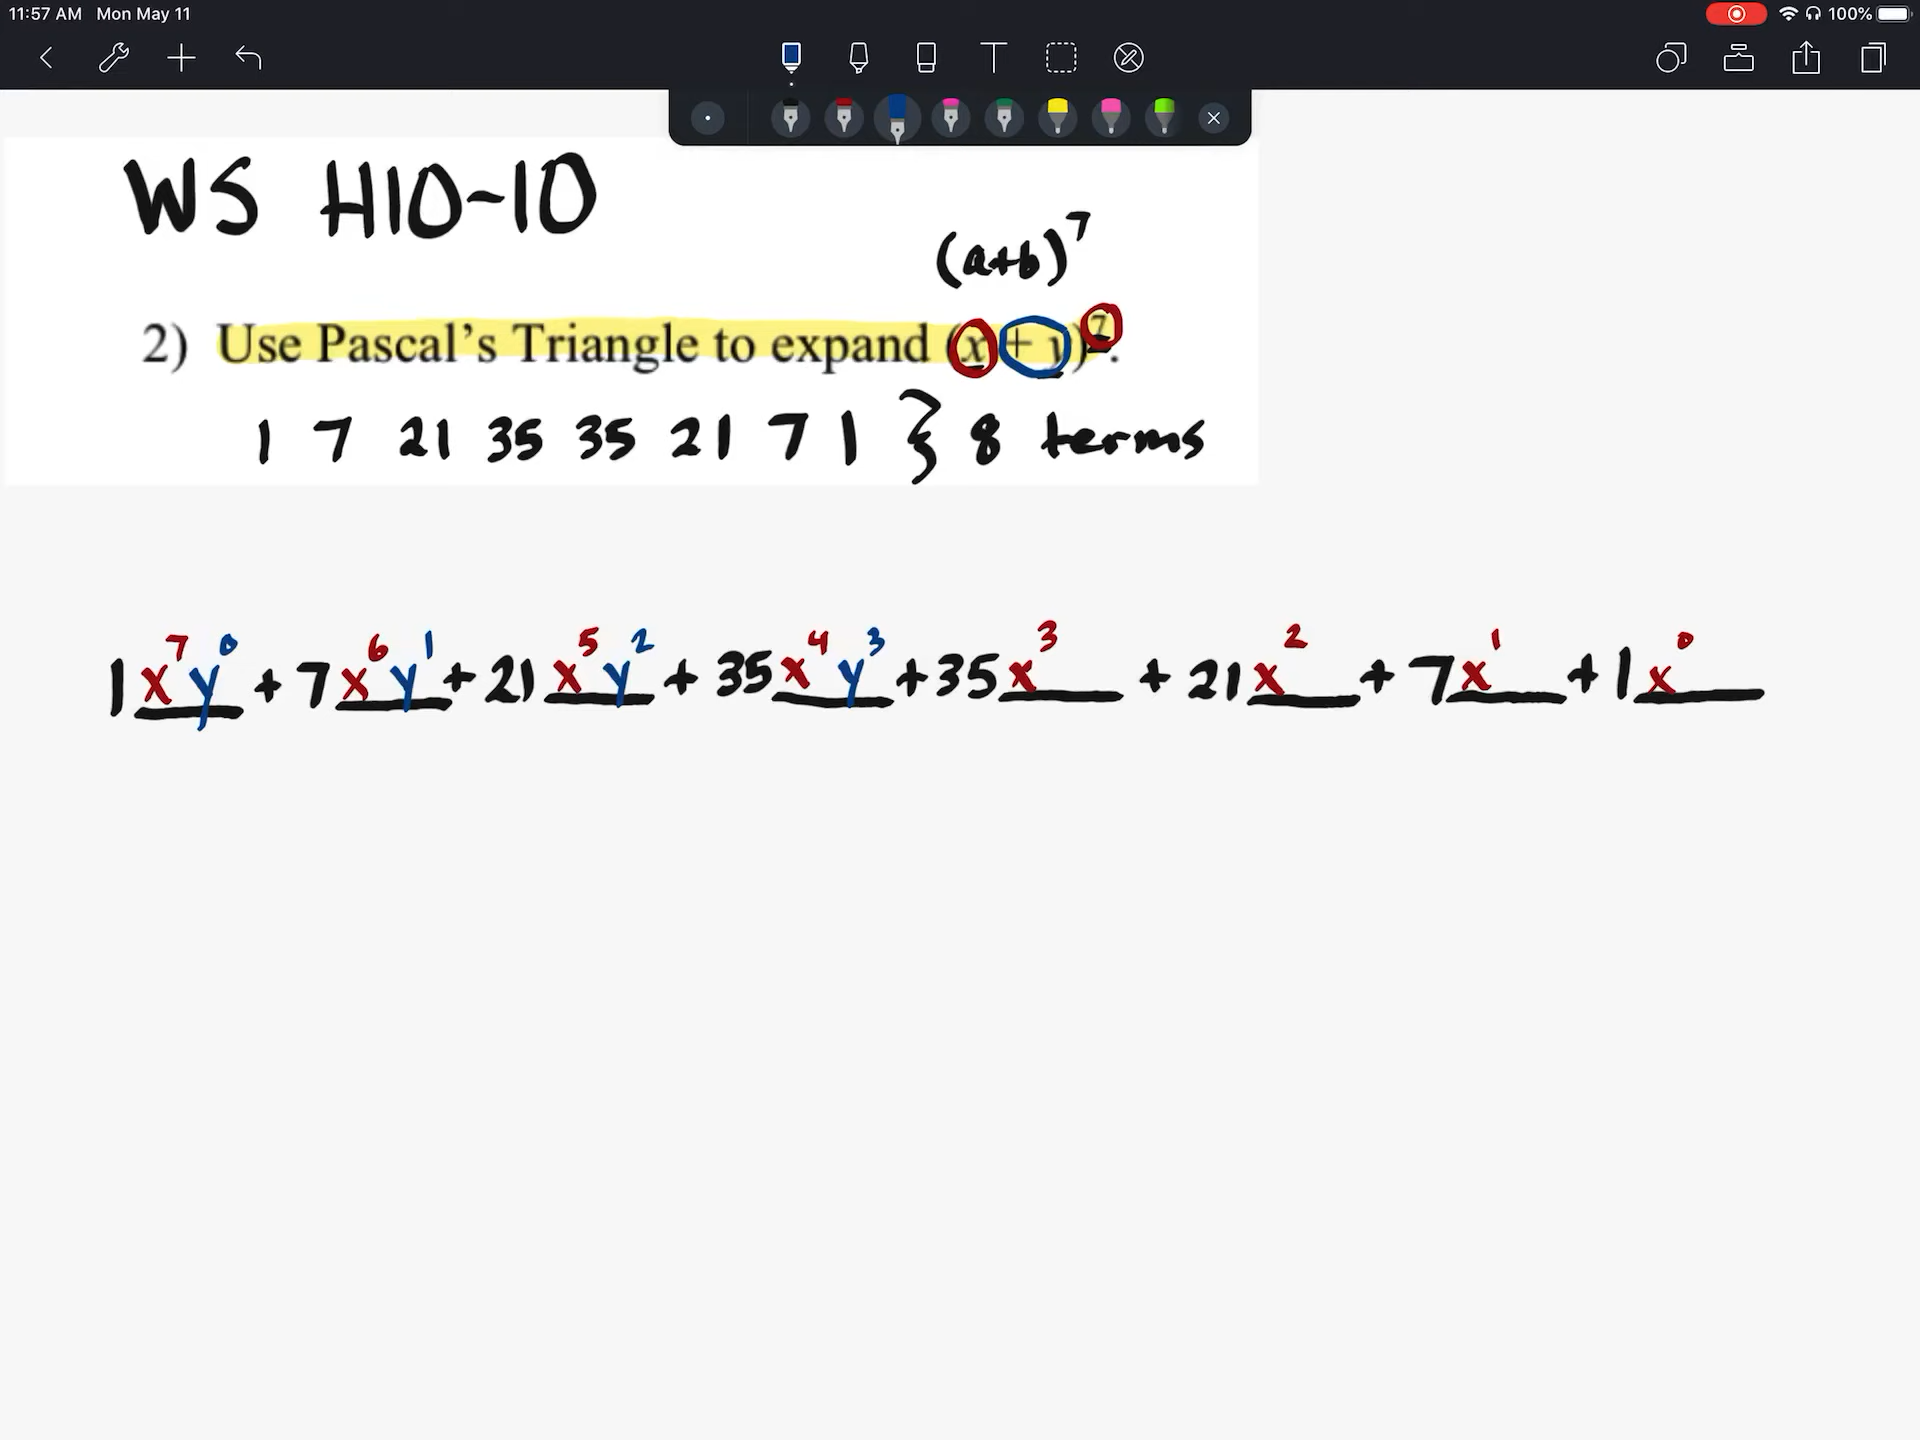 11:57 AM Mon May 11 100%
WS H10-10
(a+b)⁷
2) Use Pascal's Triangle to expand (x + y)⁷.
1 7 21 35 35 21 7 1 } 8 terms
1x⁷y⁰ + 7x⁶y¹ + 21x⁵y² + 35x⁴y³ + 35x³ + 21x² + 7x¹ + 1x⁰